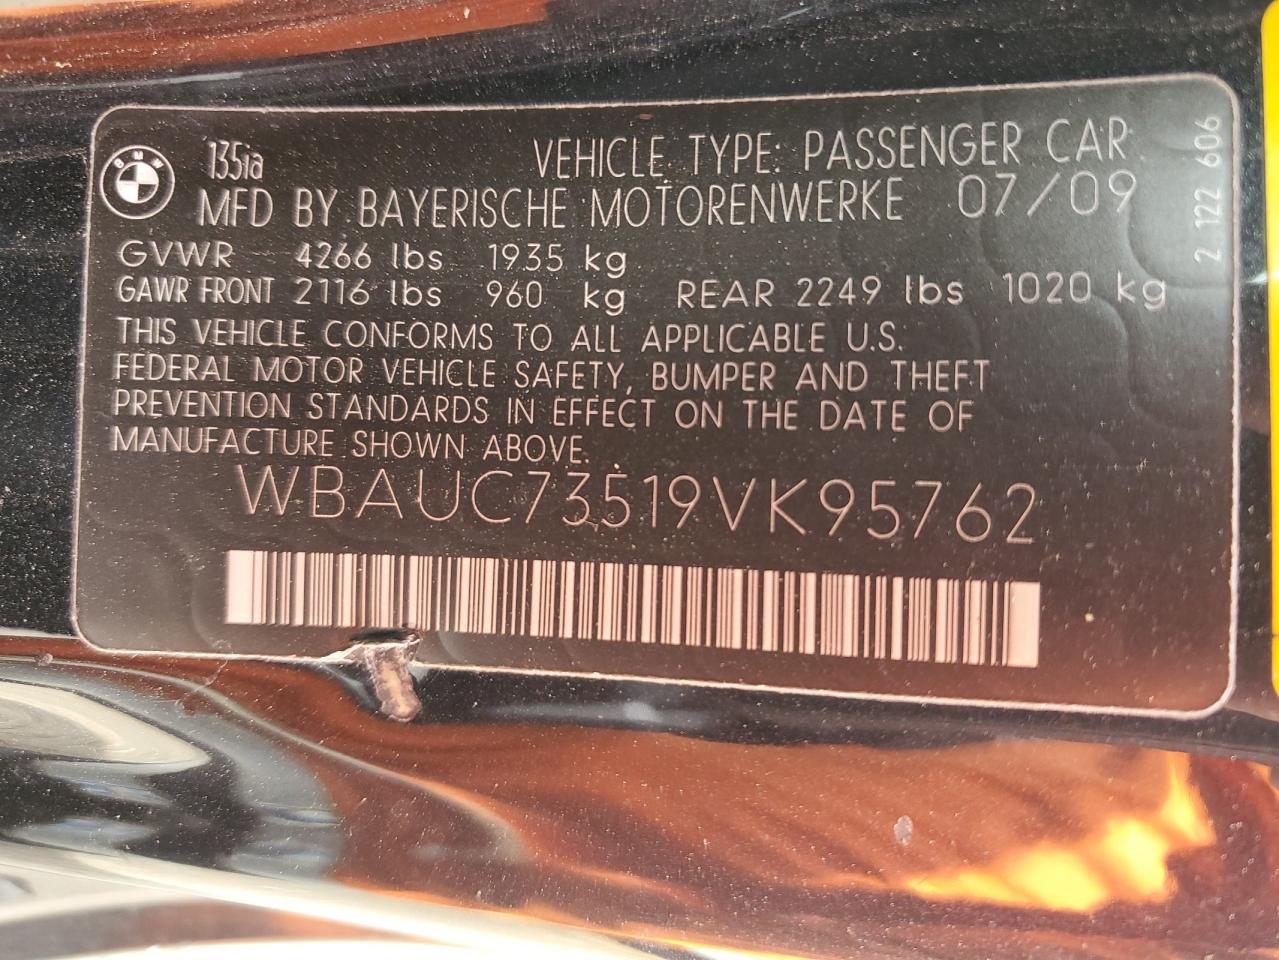 BMW
135ia
VEHICLE TYPE: PASSENGER CAR
MFD BY BAYERISCHE MOTORENWERKE 07/09
GVWR 4266 lbs 1935 kg
GAWR FRONT 2116 lbs 960 kg REAR 2249 lbs 1020 kg
THIS VEHICLE CONFORMS TO ALL APPLICABLE U.S.
FEDERAL MOTOR VEHICLE SAFETY, BUMPER AND THEFT
PREVENTION STANDARDS IN EFFECT ON THE DATE OF
MANUFACTURE SHOWN ABOVE.
WBAUC73519VK95762
2 122 606